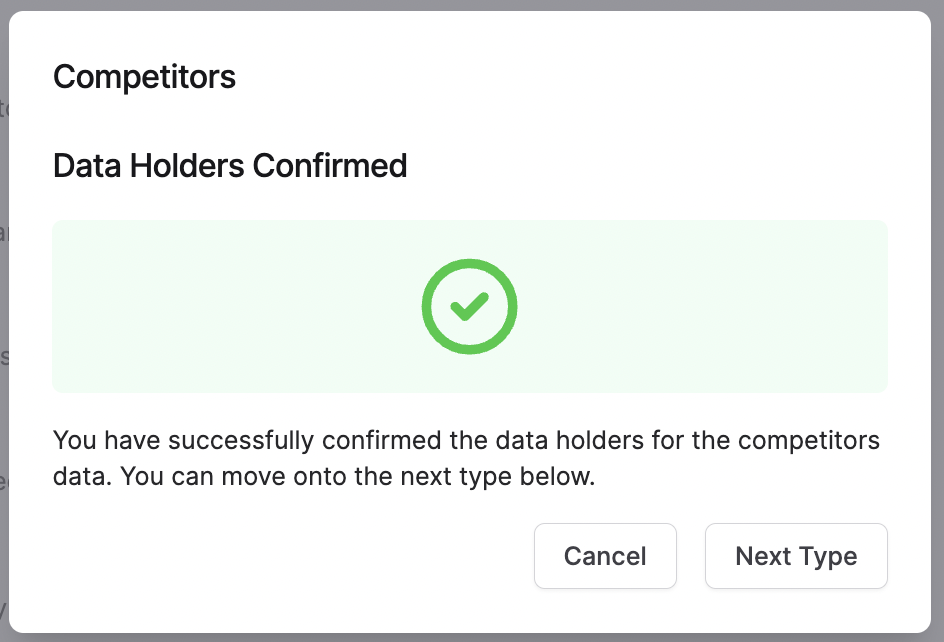 Competitors
Data Holders Confirmed
You have successfully confirmed the data holders for the competitors
data. You can move onto the next type below.
Cancel
Next Type